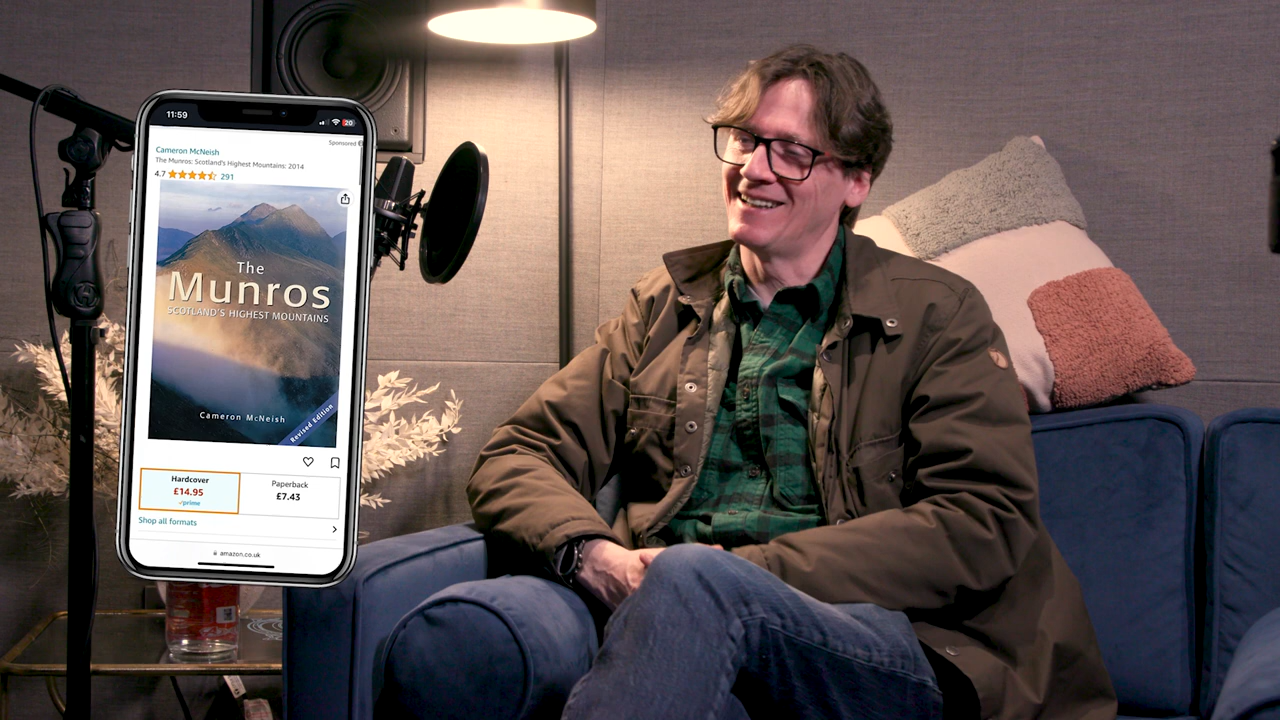 11:59
20
Sponsored
Cameron McNeish
The Munros: Scotland's Highest Mountains: 2014
4.7 291
The
Munros
SCOTLAND'S HIGHEST MOUNTAINS
Cameron McNeish
Revised Edition
Hardcover
£14.95
prime
Paperback
£7.43
Shop all formats
amazon.co.uk